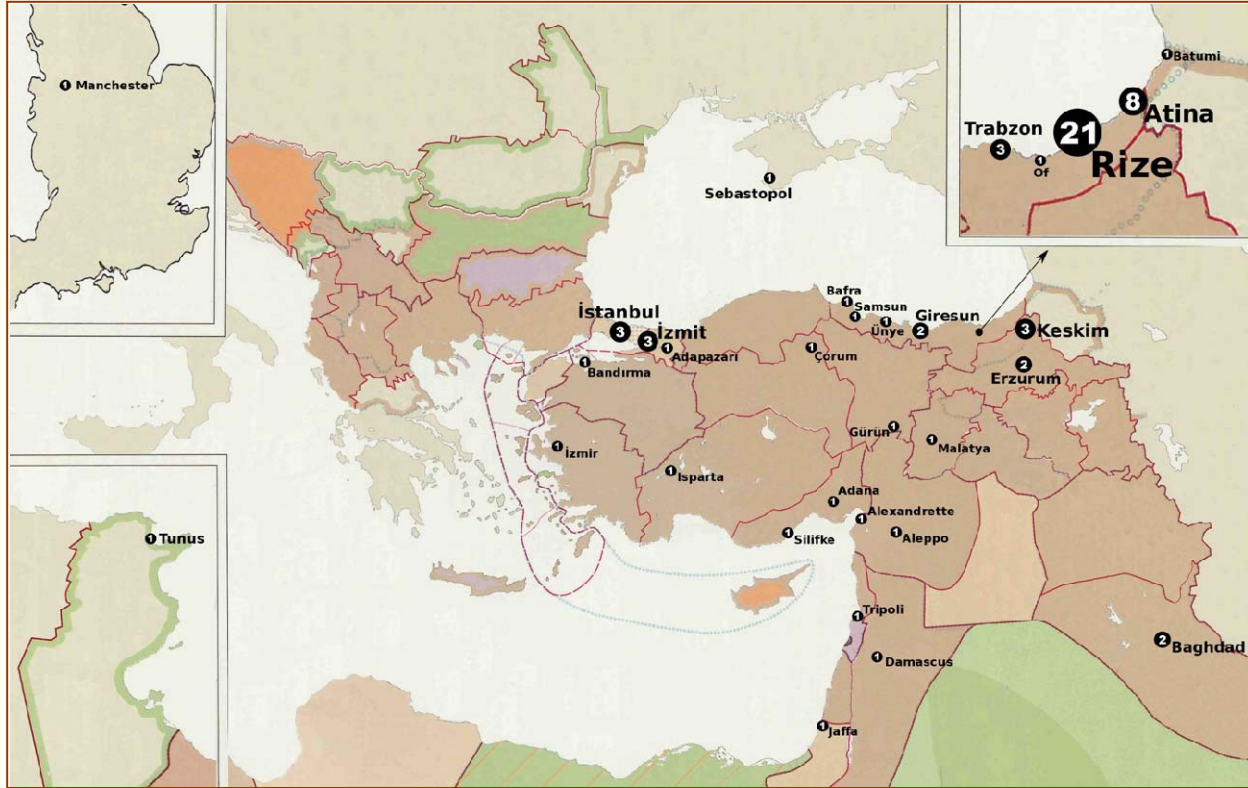 1 Manchester
1 Batumi
8 Atina
21 Rize
Trabzon 3
1 Of
1 Sebastopol
Bafra 1
Samsun 1
1 Ünye
Giresun 2
İstanbul 3
3 İzmit
1 Adapazarı
1 Bandırma
1 Çorum
3 Keskim
2 Erzurum
Gürün 1
1 Malatya
1 İzmir
1 Isparta
Adana 1
Alexandrette 1
1 Silifke
1 Aleppo
1 Tunus
1 Tripoli
2 Baghdad
1 Damascus
1 Jaffa